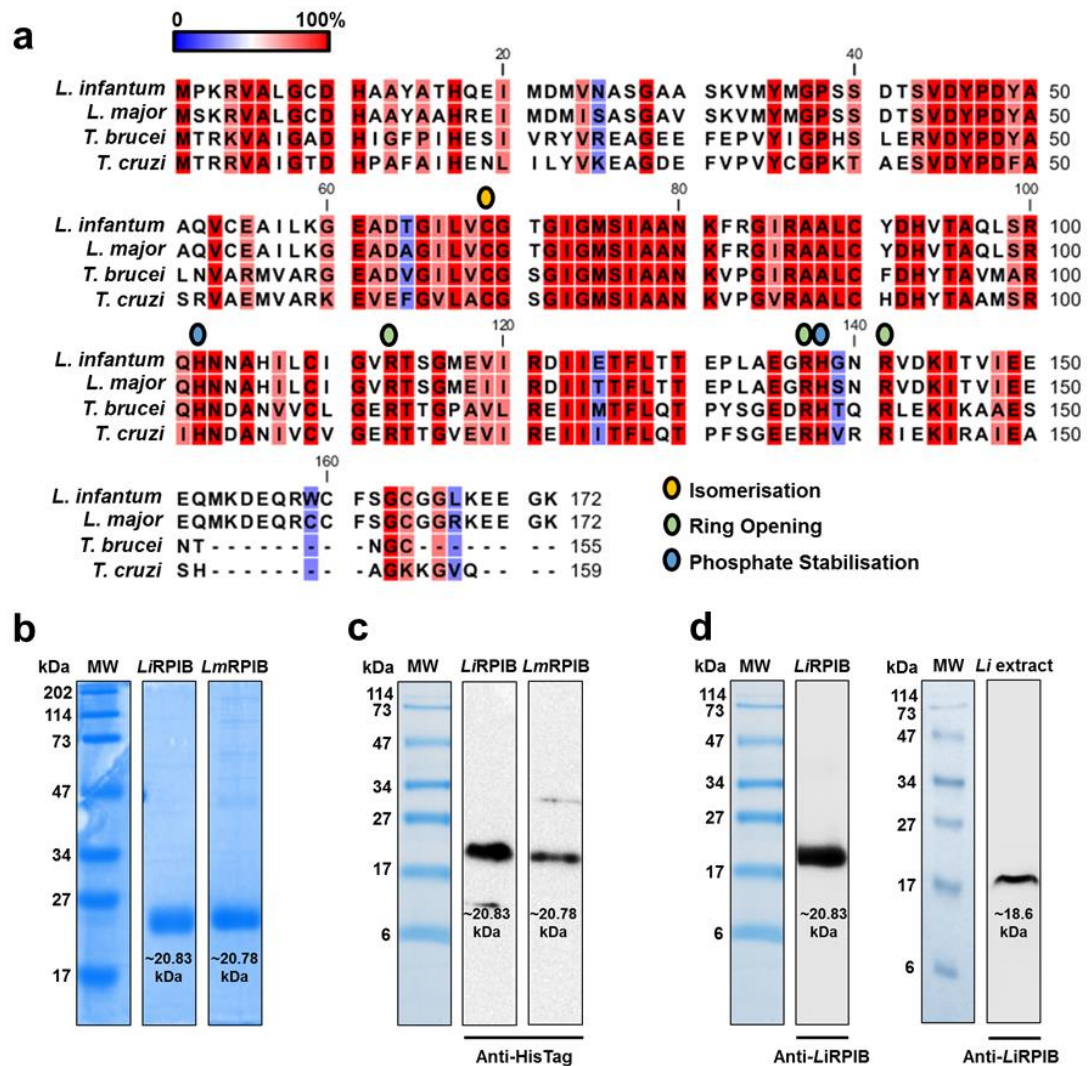 a
0 100%
20 40
L. infantum MPKRVALGCD HAAYATHQEI MDMVNASGAA SKVMYMGPSS DTSVDYPDYA 50
L. major MSKRVALGCD HAAYAAHREI MDMISASGAV SKVMYMGPSS DTSVDYPDYA 50
T. brucei MTRKVAIGAD HIGFPIHESI VRYVREAGEE FEPVYIGPHS LERVDYPDYA 50
T. cruzi MTRRVAIGTD HPAFAIHENL ILYVKEAGDE FVPVYCGPKT AESVDYPDFA 50
60 80 100
L. infantum AQVCEAILKG EADTGILVCG TGIGMSIAAN KFRGIRAALC YDHVTAQLSR 100
L. major AQVCEAILKG EADAGILVCG TGIGMSIAAN KFRGIRAALC YDHVTAQLSR 100
T. brucei LNVARMVARG EADVGILVCG SGIGMSIAAN KVPGIRAALC FDHYTAVMAR 100
T. cruzi SRVAEMVARK EVEFGVLACG SGIGMSIAAN KVPGVRAALC HDHYTAAMSR 100
120 140
L. infantum QHNNAHILCI GVRTSGMEVI RDIIETFLTT EPLAEGRHGN RVDKITVIEE 150
L. major QHNNAHILCI GVRTSGMEII RDIITTFLTT EPLAEGRHSN RVDKITVIEE 150
T. brucei QHNDANVVCL GERTTGPAVL REIIMTFLQT PYSGEDRHTQ RLEKIKAAES 150
T. cruzi IHNDANIVCV GERTTGVEVI REIIITFLQT PFSGEERHVR RIEKIRAIEA 150
160
L. infantum EQMKDEQRWC FSGCGGLKEE GK 172
L. major EQMKDEQRCC FSGCGGRKEE GK 172
T. brucei NT-------- -NGC------ -- 155
T. cruzi SH-------- -AGKKGVQ-- -- 159
Isomerisation
Ring Opening
Phosphate Stabilisation
b
kDa MW LiRPIB LmRPIB
202
114
73
47
34
27
17
~20.83 kDa ~20.78 kDa
c
kDa MW LiRPIB LmRPIB
114
73
47
34
27
17
6
~20.83 kDa ~20.78 kDa
Anti-HisTag
d
kDa MW LiRPIB
114
73
47
34
27
17
6
~20.83 kDa
Anti-LiRPIB
kDa MW Li extract
114
73
47
34
27
17
6
~18.6 kDa
Anti-LiRPIB